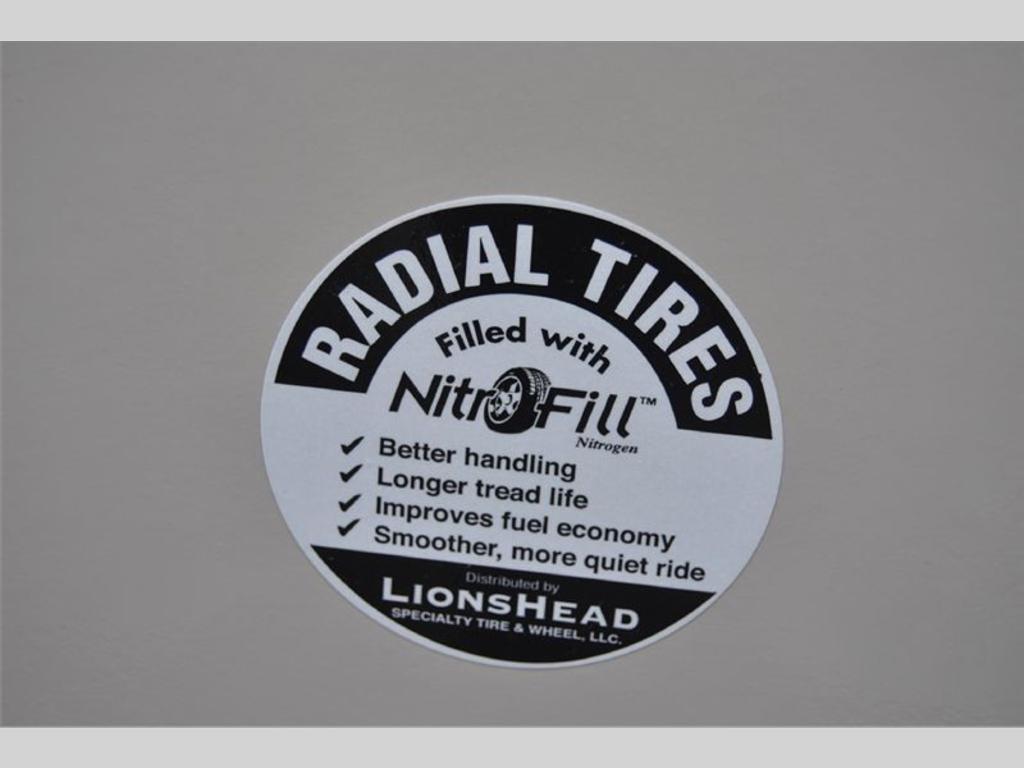 RADIAL TIRES
Filled with
NitroFill™
Nitrogen
✓ Better handling
✓ Longer tread life
✓ Improves fuel economy
✓ Smoother, more quiet ride
Distributed by
LIONSHEAD
SPECIALTY TIRE & WHEEL, LLC.